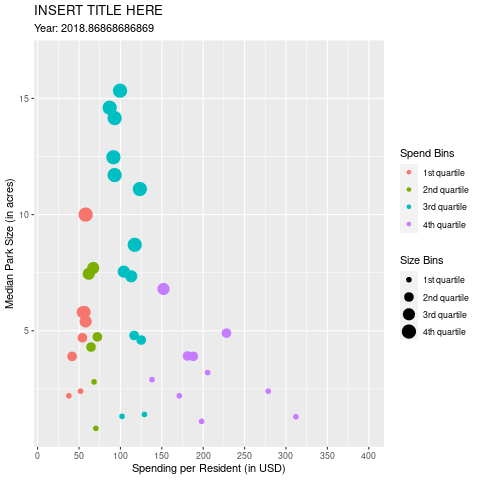 INSERT TITLE HERE
Year: 2018.86868686869
Median Park Size (in acres)
15
10
5
0
50
100
150
200
250
300
350
400
Spending per Resident (in USD)
Spend Bins
1st quartile
2nd quartile
3rd quartile
4th quartile
Size Bins
1st quartile
2nd quartile
3rd quartile
4th quartile